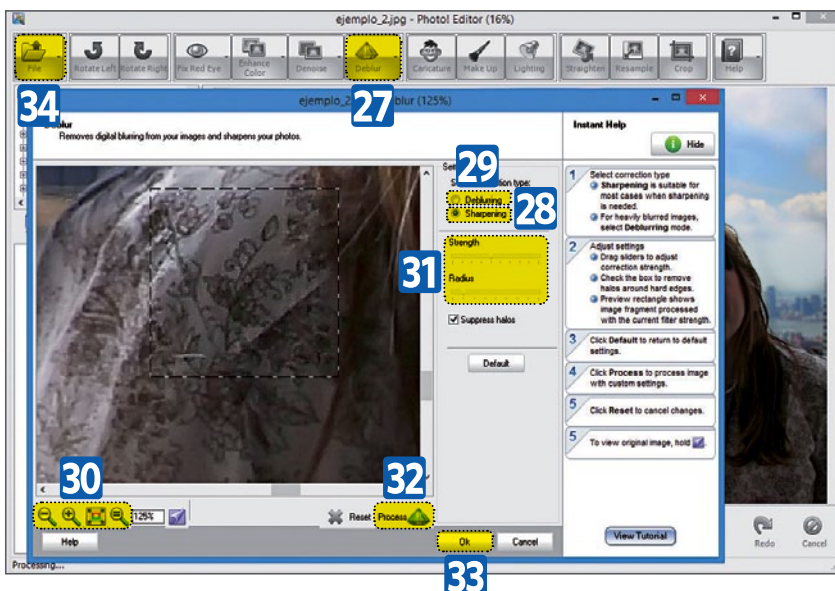 ejemplo_2.jpg - PhotoI Editor (16%)
File
Rotate Left
Rotate Right
Fix Red Eye
Enhance Color
Denoise
Deblur
Caricature
Make Up
Lighting
Straighten
Resample
Crop
Help
34
27
ejemplo_2
blur (125%)
Removes digital blurring from your images and sharpens your photos.
Instant Help
Hide
29
type:
Deblurring
Sharpening
28
31
Strength
Radius
Suppress halos
Default
1 Select correction type
Sharpening is suitable for
most cases when sharpening
is needed.
For heavily blurred images,
select Deblurring mode.
2 Adjust settings
Drag sliders to adjust
correction strength.
Check the box to remove
halos around hard edges.
Preview rectangle shows
image fragment processed
with the current filter strength.
3 Click Default to return to default
settings.
4 Click Process to process image
with custom settings.
5 Click Reset to cancel changes.
5 To view original image, hold
30
32
125%
Reset
Process
Help
Ok
Cancel
View Tutorial
33
Redo
Cancel
Processing...